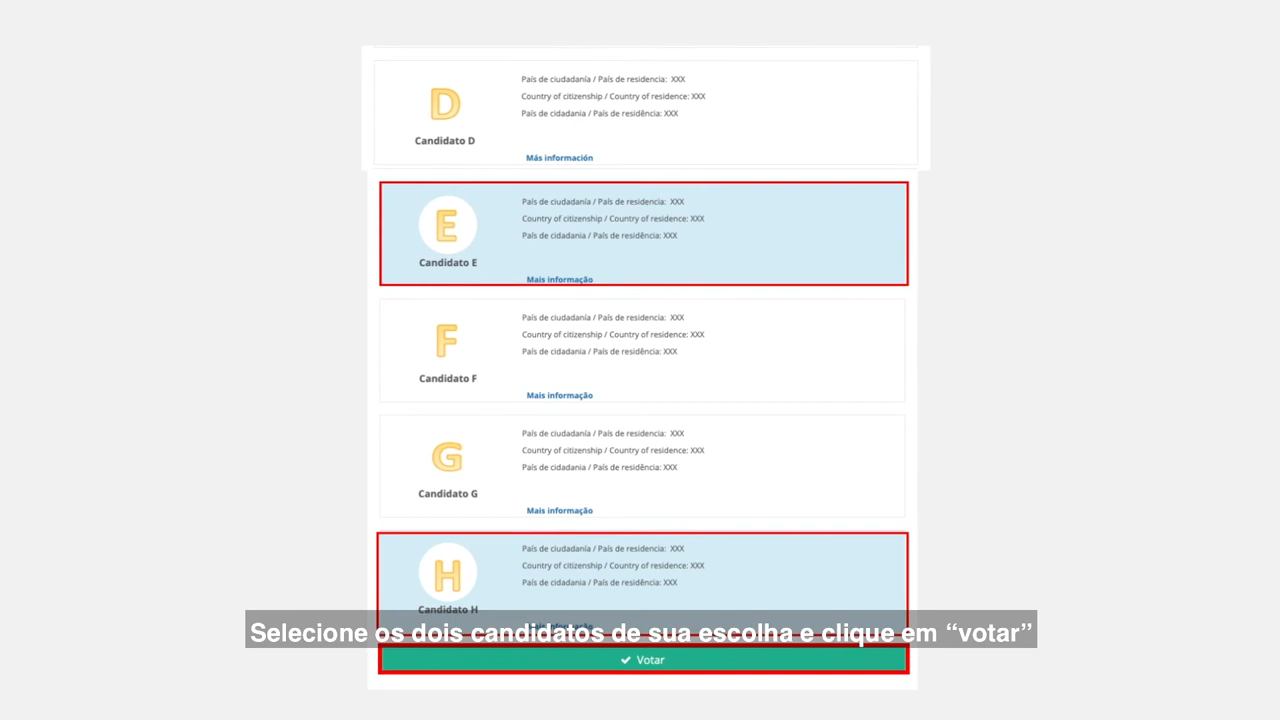 D
País de ciudadanía / País de residencia: XXX
Country of citizenship / Country of residence: XXX
País de cidadania / País de residência: XXX
Candidato D
Más información
E
País de ciudadanía / País de residencia: XXX
Country of citizenship / Country of residence: XXX
País de cidadania / País de residência: XXX
Candidato E
Mais informação
F
País de ciudadanía / País de residencia: XXX
Country of citizenship / Country of residence: XXX
País de cidadania / País de residência: XXX
Candidato F
Mais informação
G
País de ciudadanía / País de residencia: XXX
Country of citizenship / Country of residence: XXX
País de cidadania / País de residência: XXX
Candidato G
Mais informação
H
País de ciudadanía / País de residencia: XXX
Country of citizenship / Country of residence: XXX
País de cidadania / País de residência: XXX
Candidato H
Selecione os dois candidatos de sua escolha e clique em “votar”
Votar